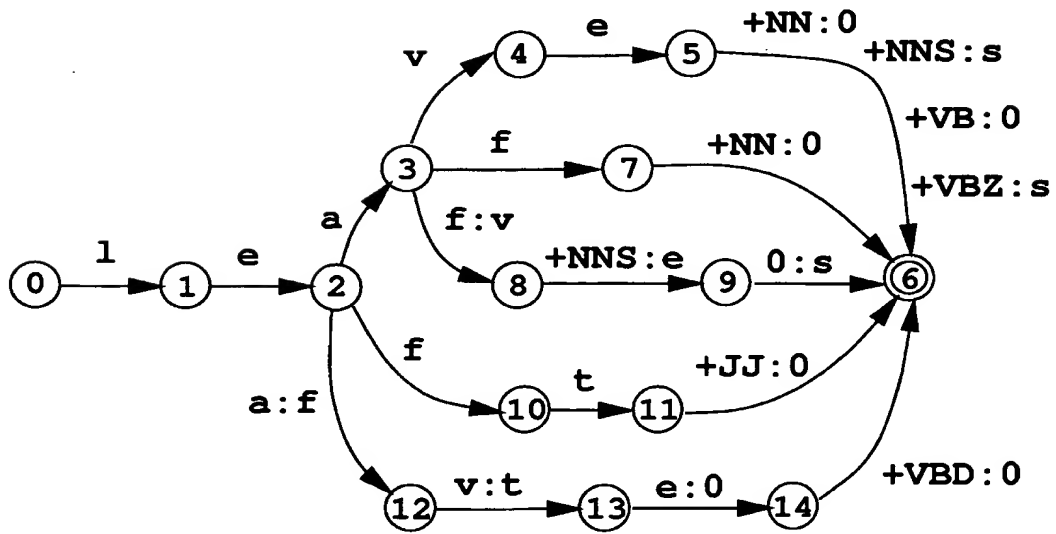 +NN:0
v
4
e
5
+NNS:s
+VB:0
f
+NN:0
3
7
a
+VBZ:s
f:v
l
e
+NNS:e
0:s
0
1
2
8
9
6
f
t
+JJ:0
a:f
10
11
v:t
e:0
+VBD:0
12
13
14